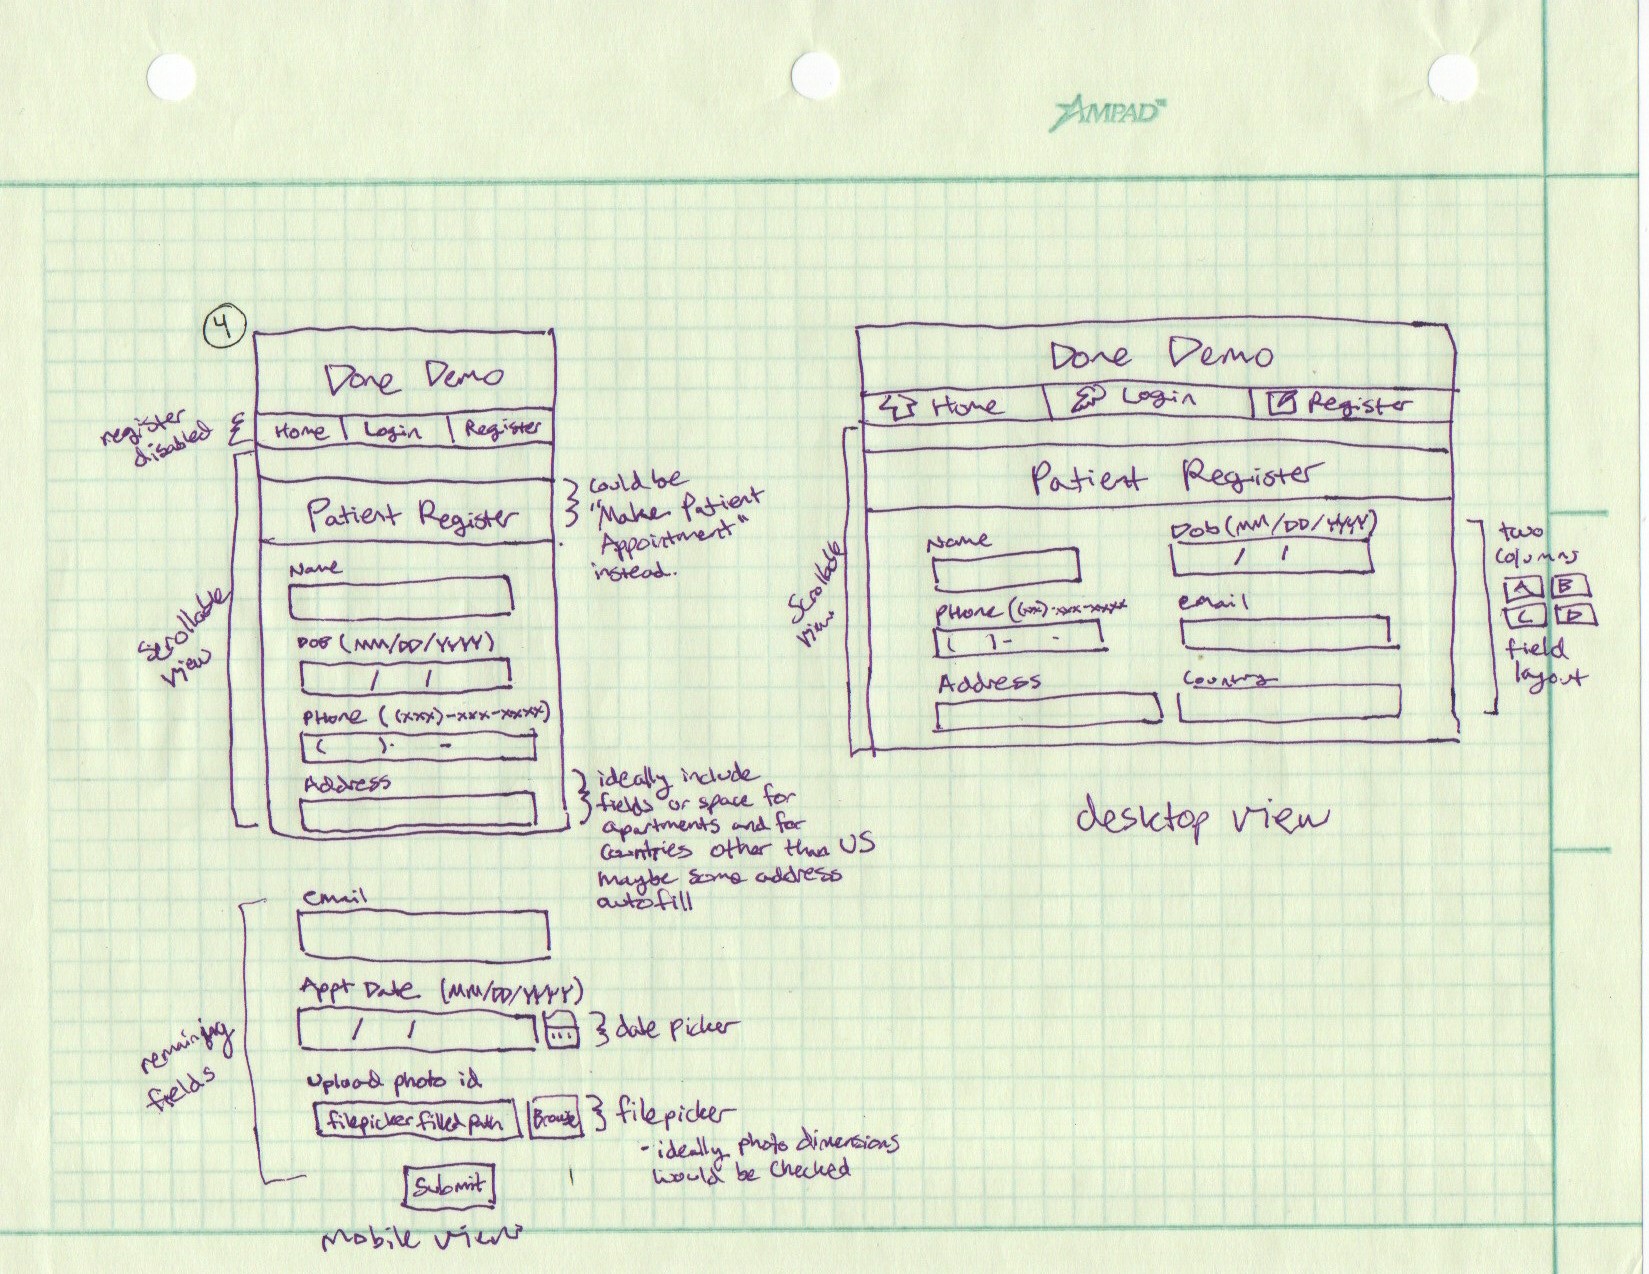 AMPAD
4
Done Demo
Home Login Register
register
disabled
Patient Register
could be
"Make Patient
Appointment"
instead.
Scrollable
view
Name
DOB (MM/DD/YYYY)
/ /
PHone ((xxx)-xxx-xxxx)
( )- -
Address
ideally include
fields or space for
apartments and for
countries other than US
maybe some address
autofill
email
Appt Date (MM/DD/YYYY)
/ /
date picker
remaining
fields
Upload photo id
filepicker filled path
Browse
filepicker
- ideally photo dimensions
would be checked
Submit
Mobile view
Done Demo
Home Login Register
Patient Register
Scrollable
view
Name
Dob (MM/DD/YYYY)
/ /
PHone ((xxx)-xxx-xxxx
( )- -
email
Address
Country
two
columns
A B
C D
field
layout
desktop view